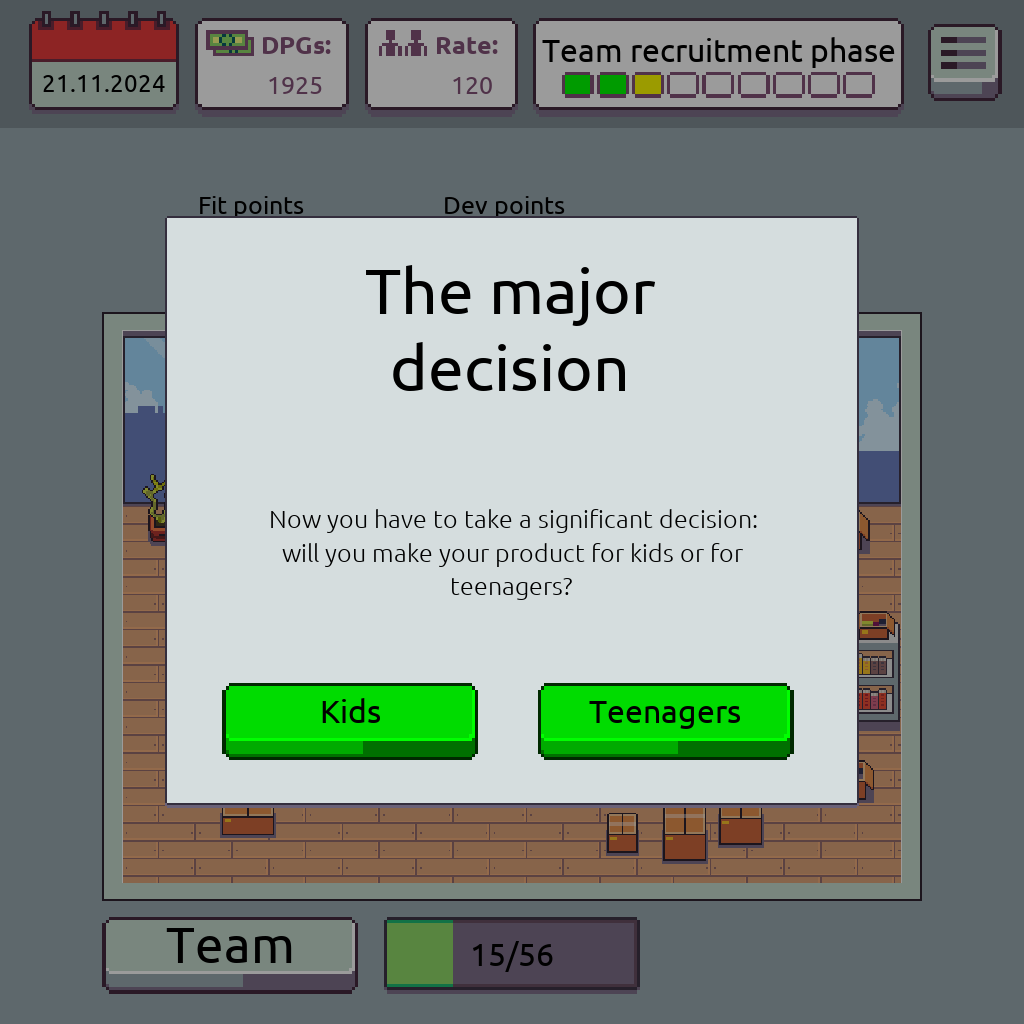 21.11.2024
DPGs:
1925
Rate:
120
Team recruitment phase
Fit points
Dev points
The major
decision
Now you have to take a significant decision:
will you make your product for kids or for
teenagers?
Kids
Teenagers
Team
15/56